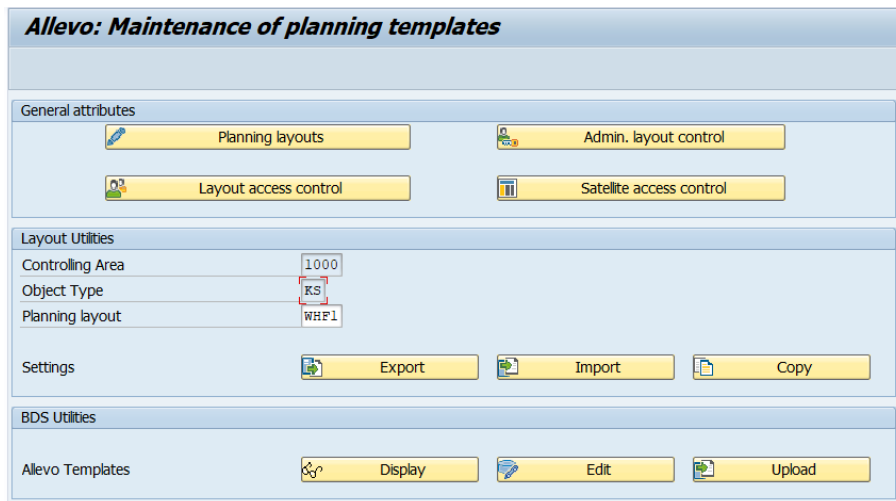 Allevo: Maintenance of planning templates
General attributes
Planning layouts Admin. layout control
Layout access control Satellite access control
Layout Utilities
Controlling Area 1000
Object Type KS
Planning layout WHF1
Settings Export Import Copy
BDS Utilities
Allevo Templates Display Edit Upload